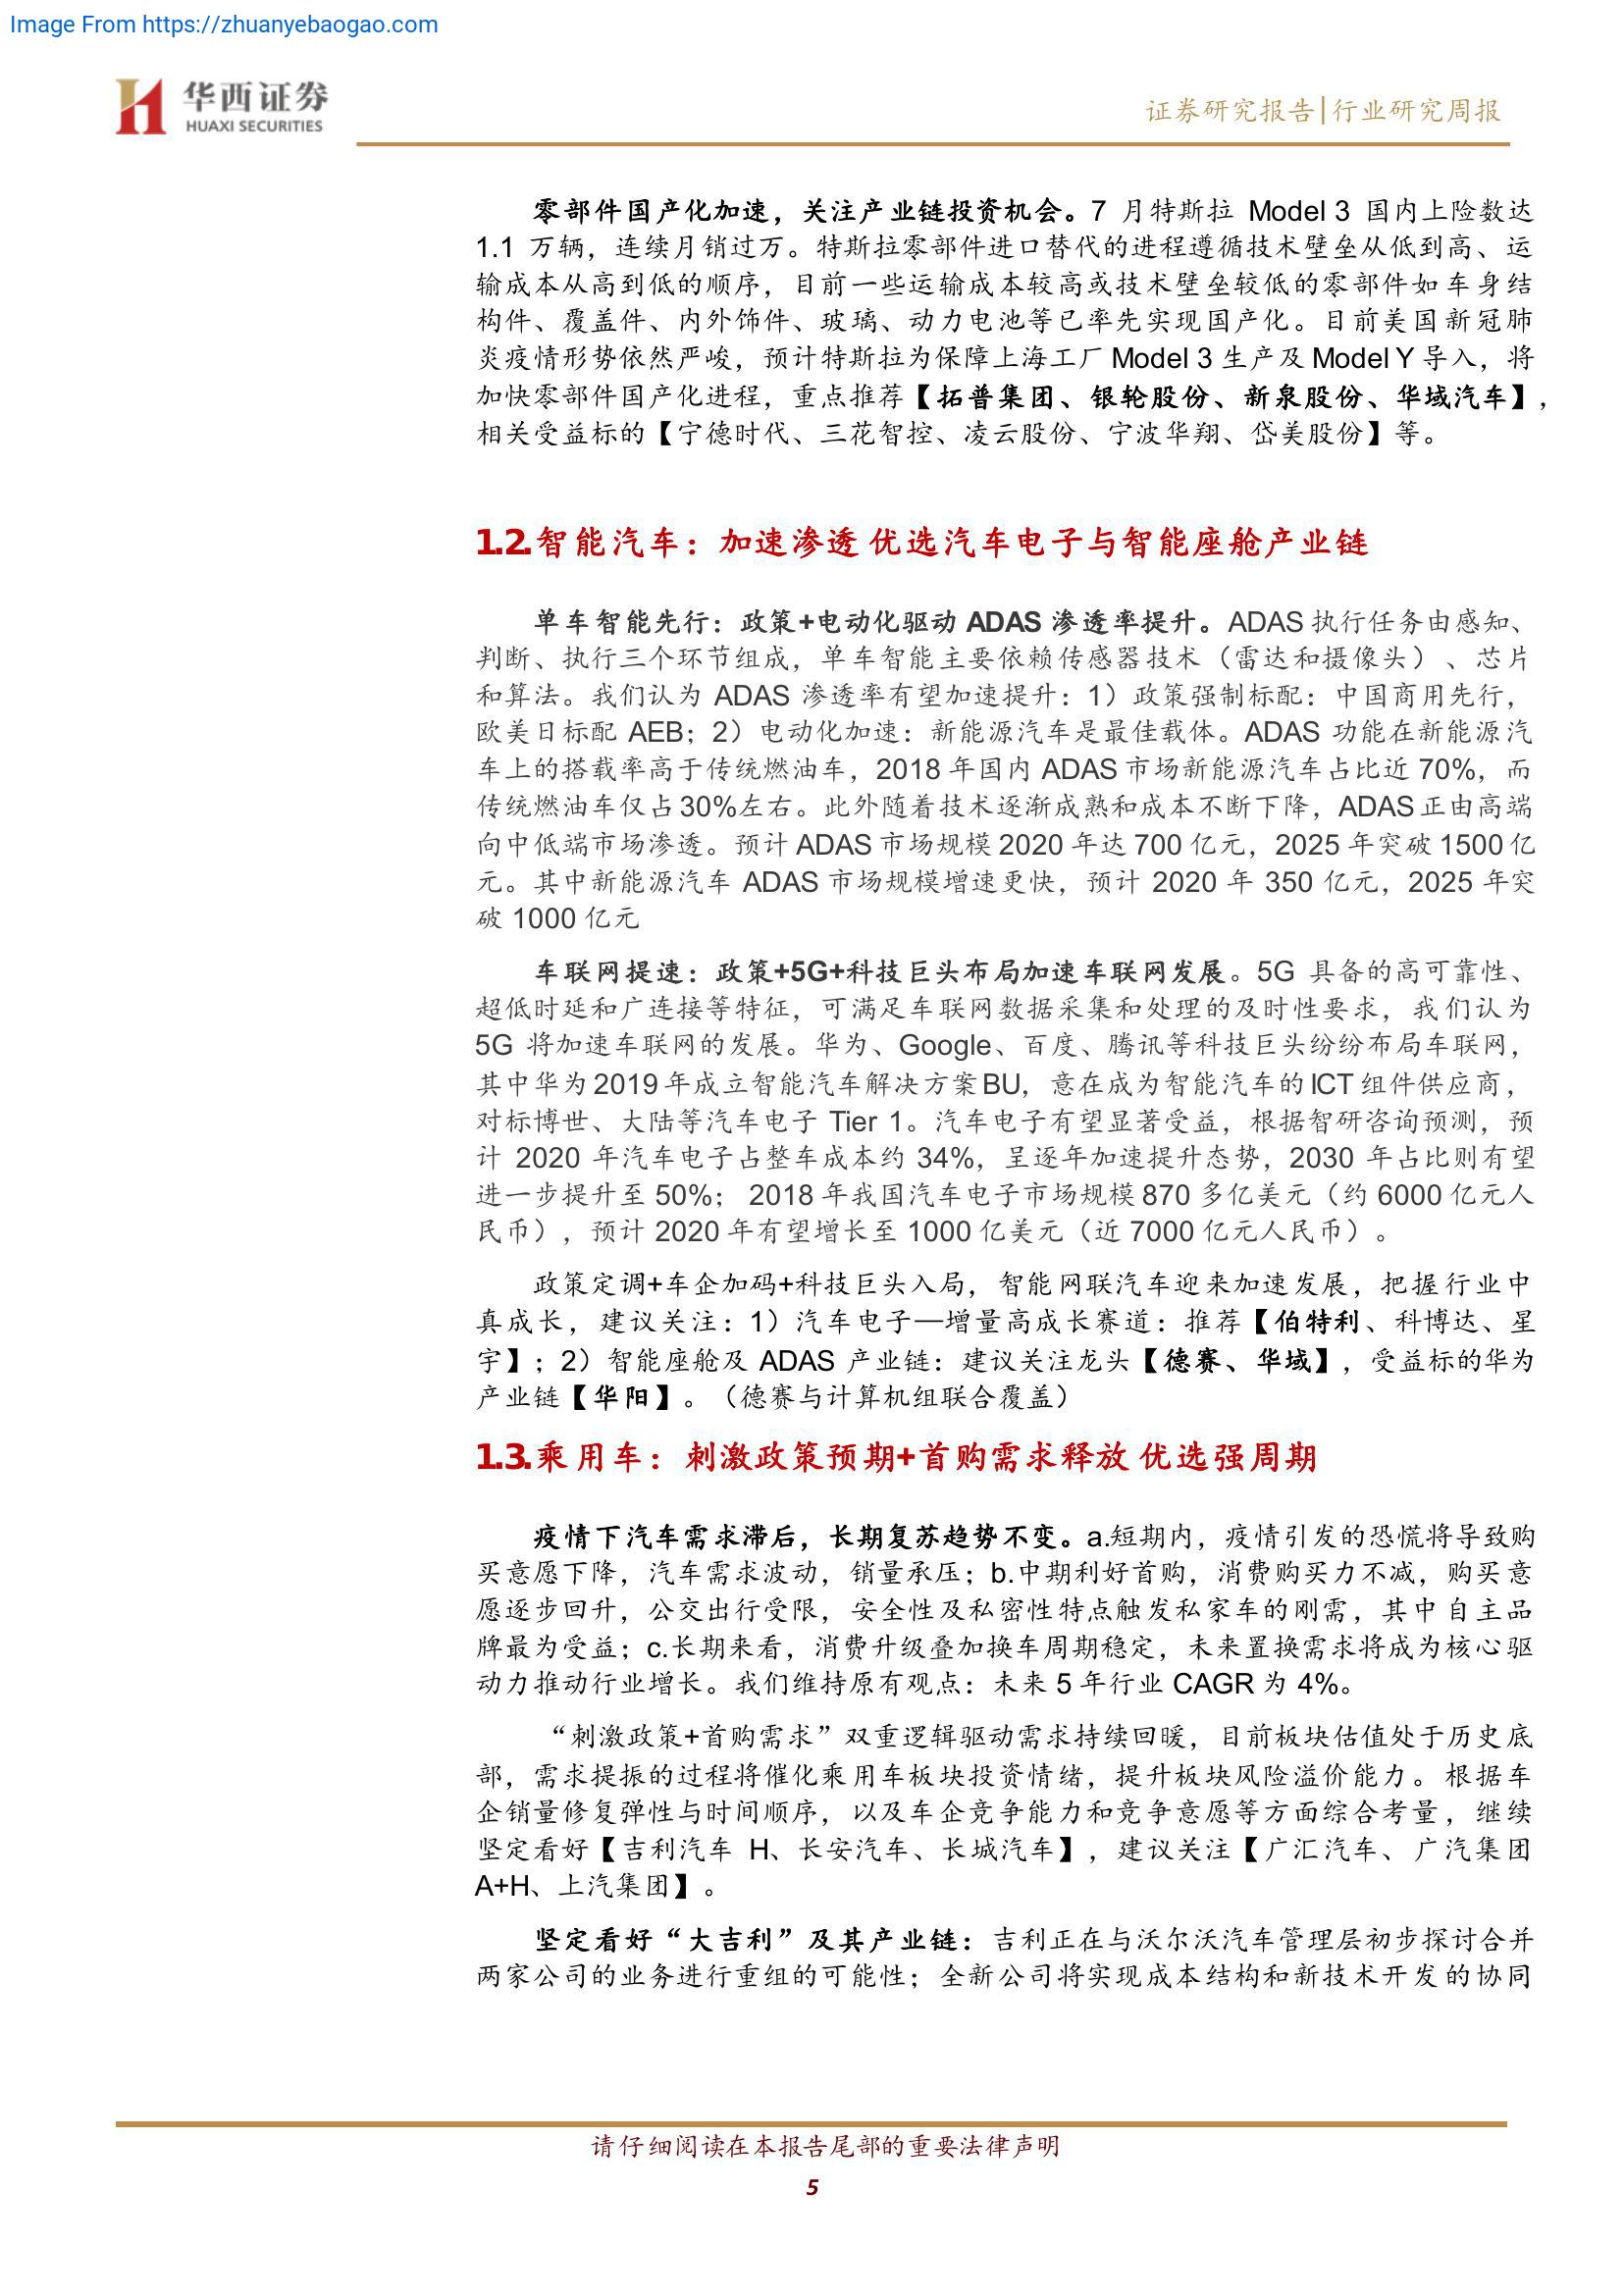 Image From https://zhuanyebaogao.com
华西证券
HUAXI SECURITIES
证券研究报告|行业研究周报
零部件国产化加速，关注产业链投资机会。7 月特斯拉 Model 3 国内上险数达
1.1 万辆，连续月销过万。特斯拉零部件进口替代的进程遵循技术壁垒从低到高、运
输成本从高到低的顺序，目前一些运输成本较高或技术壁垒较低的零部件如车身结
构件、覆盖件、内外饰件、玻璃、动力电池等已率先实现国产化。目前美国新冠肺
炎疫情形势依然严峻，预计特斯拉为保障上海工厂 Model 3 生产及 Model Y 导入，将
加快零部件国产化进程，重点推荐【拓普集团、银轮股份、新泉股份、华域汽车】，
相关受益标的【宁德时代、三花智控、凌云股份、宁波华翔、岱美股份】等。
1.2.智能汽车：加速渗透 优选汽车电子与智能座舱产业链
单车智能先行：政策+电动化驱动 ADAS 渗透率提升。ADAS 执行任务由感知、
判断、执行三个环节组成，单车智能主要依赖传感器技术（雷达和摄像头）、芯片
和算法。我们认为 ADAS 渗透率有望加速提升：1）政策强制标配：中国商用先行，
欧美日标配 AEB；2）电动化加速：新能源汽车是最佳载体。ADAS 功能在新能源汽
车上的搭载率高于传统燃油车，2018 年国内 ADAS 市场新能源汽车占比近 70%，而
传统燃油车仅占 30%左右。此外随着技术逐渐成熟和成本不断下降，ADAS 正由高端
向中低端市场渗透。预计 ADAS 市场规模 2020 年达 700 亿元，2025 年突破 1500 亿
元。其中新能源汽车 ADAS 市场规模增速更快，预计 2020 年 350 亿元，2025 年突
破 1000 亿元
车联网提速：政策+5G+科技巨头布局加速车联网发展。5G 具备的高可靠性、
超低时延和广连接等特征，可满足车联网数据采集和处理的及时性要求，我们认为
5G 将加速车联网的发展。华为、Google、百度、腾讯等科技巨头纷纷布局车联网，
其中华为 2019 年成立智能汽车解决方案 BU，意在成为智能汽车的 ICT 组件供应商，
对标博世、大陆等汽车电子 Tier 1。汽车电子有望显著受益，根据智研咨询预测，预
计 2020 年汽车电子占整车成本约 34%，呈逐年加速提升态势，2030 年占比则有望
进一步提升至 50%； 2018 年我国汽车电子市场规模 870 多亿美元（约 6000 亿元人
民币），预计 2020 年有望增长至 1000 亿美元（近 7000 亿元人民币）。
政策定调+车企加码+科技巨头入局，智能网联汽车迎来加速发展，把握行业中
真成长，建议关注：1）汽车电子—增量高成长赛道：推荐【伯特利、科博达、星
宇】；2）智能座舱及 ADAS 产业链：建议关注龙头【德赛、华域】，受益标的华为
产业链【华阳】。（德赛与计算机组联合覆盖）
1.3.乘用车：刺激政策预期+首购需求释放 优选强周期
疫情下汽车需求滞后，长期复苏趋势不变。a.短期内，疫情引发的恐慌将导致购
买意愿下降，汽车需求波动，销量承压；b.中期利好首购，消费购买力不减，购买意
愿逐步回升，公交出行受限，安全性及私密性特点触发私家车的刚需，其中自主品
牌最为受益；c.长期来看，消费升级叠加换车周期稳定，未来置换需求将成为核心驱
动力推动行业增长。我们维持原有观点：未来 5 年行业 CAGR 为 4%。
“刺激政策+首购需求”双重逻辑驱动需求持续回暖，目前板块估值处于历史底
部，需求提振的过程将催化乘用车板块投资情绪，提升板块风险溢价能力。根据车
企销量修复弹性与时间顺序，以及车企竞争能力和竞争意愿等方面综合考量，继续
坚定看好【吉利汽车 H、长安汽车、长城汽车】，建议关注【广汇汽车、广汽集团
A+H、上汽集团】。
坚定看好“大吉利”及其产业链：吉利正在与沃尔沃汽车管理层初步探讨合并
两家公司的业务进行重组的可能性；全新公司将实现成本结构和新技术开发的协同
请仔细阅读在本报告尾部的重要法律声明
5